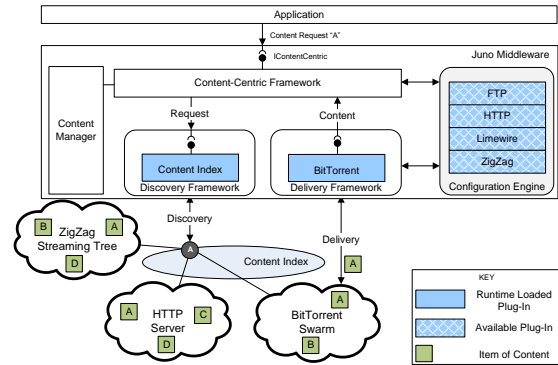 Application
Content Request "A"
IContentCentric
Juno Middleware
Content-Centric Framework
Content
Manager
Request
Content
FTP
HTTP
Limewire
ZigZag
Configuration Engine
Content Index
Discovery Framework
BitTorrent
Delivery Framework
Discovery
Delivery
A
ZigZag
Streaming Tree
B
A
D
A
Content Index
HTTP
Server
A
C
D
BitTorrent
Swarm
A
B
KEY
Runtime Loaded
Plug-In
Available Plug-In
Item of Content